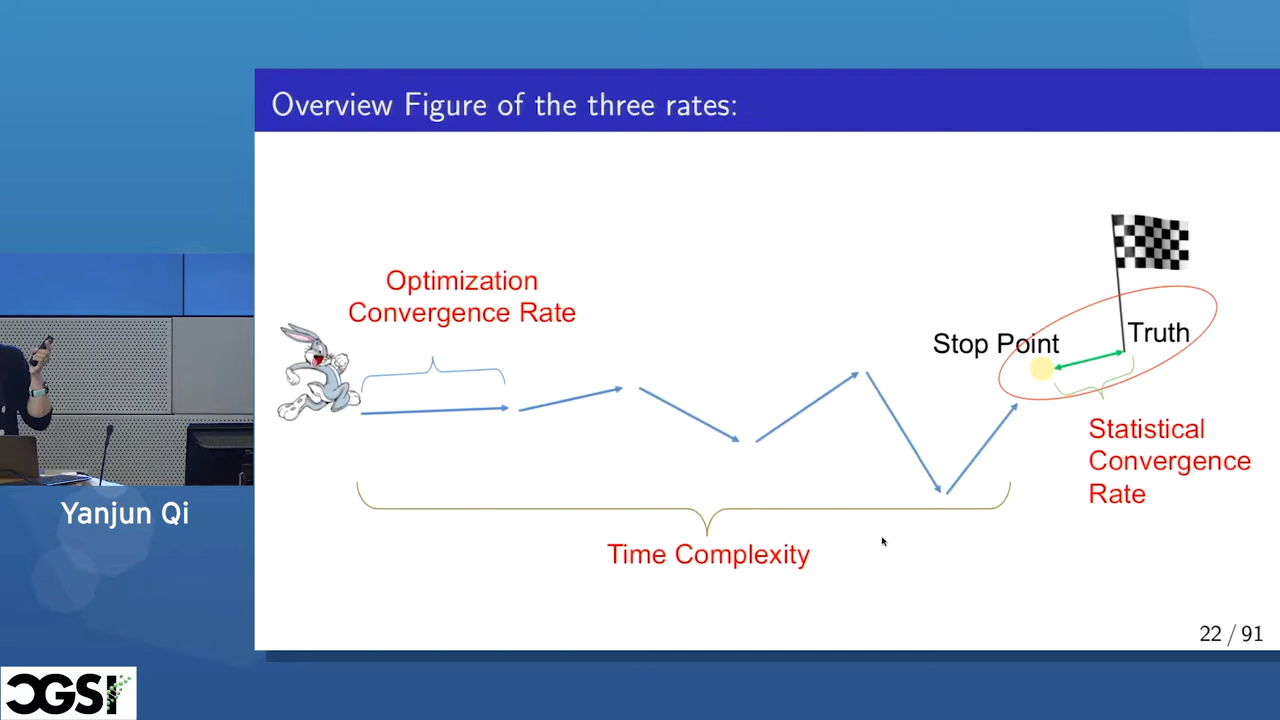 Overview Figure of the three rates:
Optimization
Convergence Rate
Stop Point
Truth
Statistical
Convergence
Rate
Time Complexity
Yanjun Qi
22 / 91
CGSI